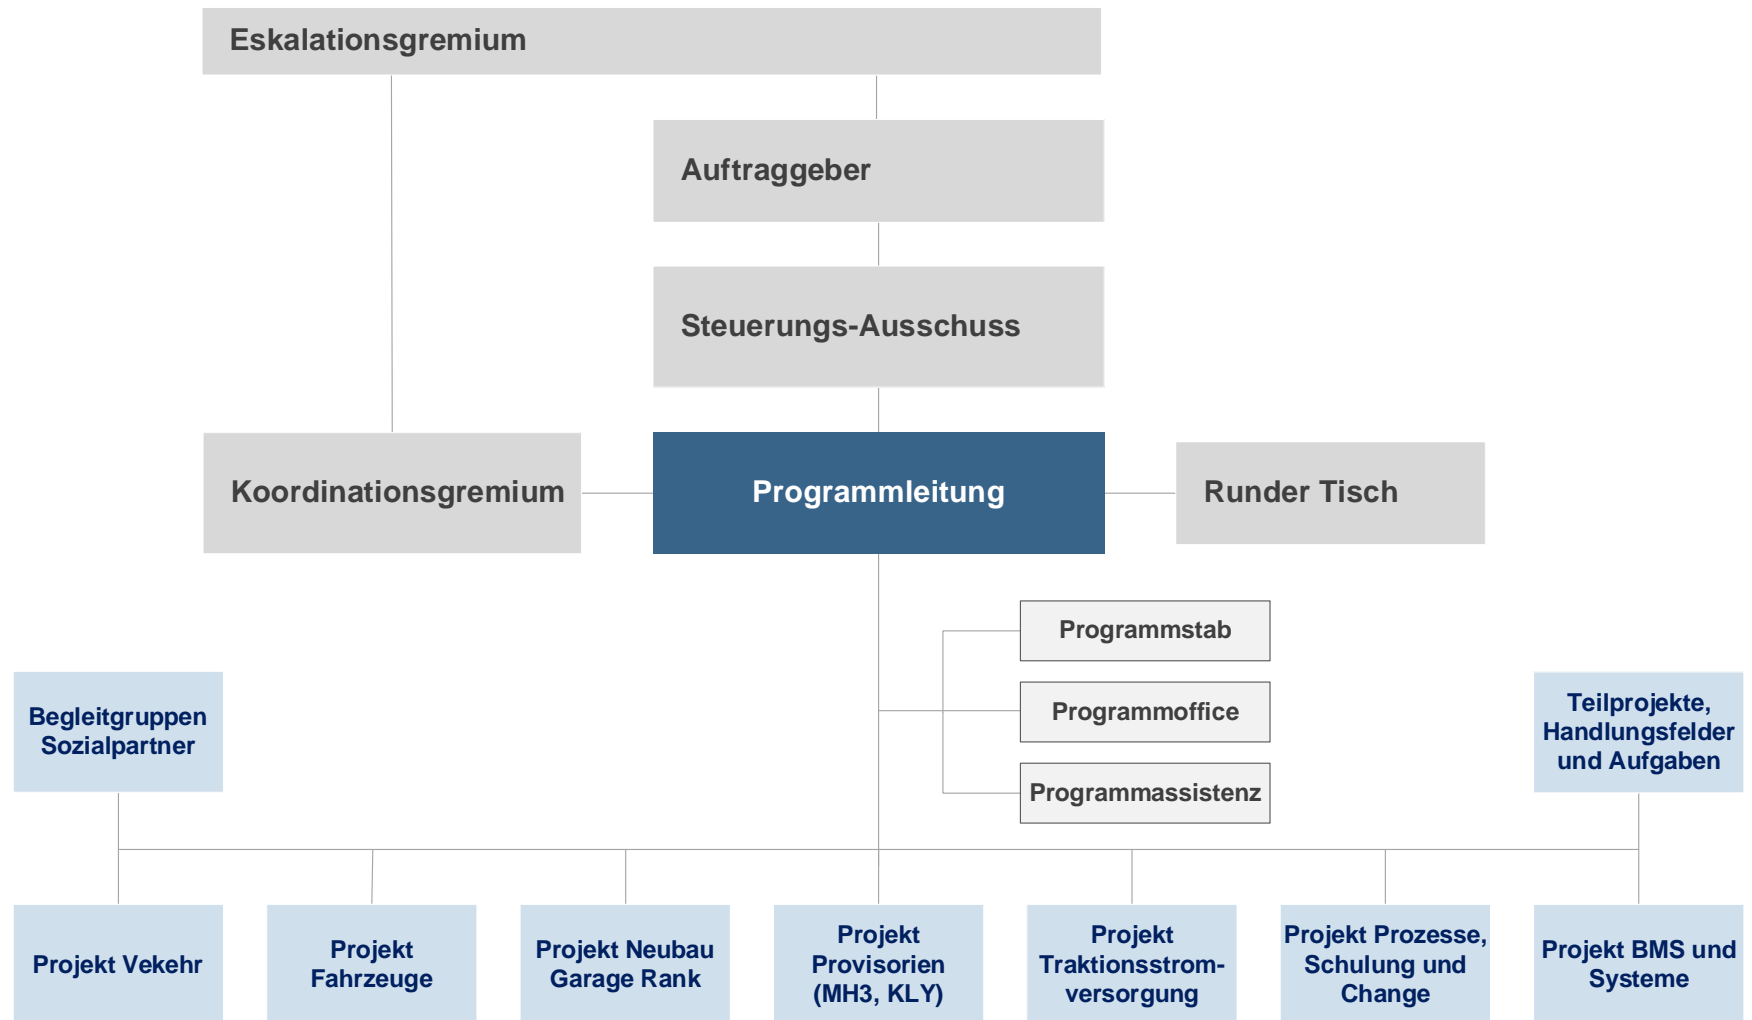 Eskalationsgremium
Auftraggeber
Steuerungs-Ausschuss
Koordinationsgremium
Programmleitung
Runder Tisch
Programmstab
Programmoffice
Programmassistenz
Begleitgruppen
Sozialpartner
Teilprojekte,
Handlungsfelder
und Aufgaben
Projekt Vekehr
Projekt
Fahrzeuge
Projekt Neubau
Garage Rank
Projekt
Provisorien
(MH3, KLY)
Projekt
Traktionsstrom-
versorgung
Projekt Prozesse,
Schulung und
Change
Projekt BMS und
Systeme